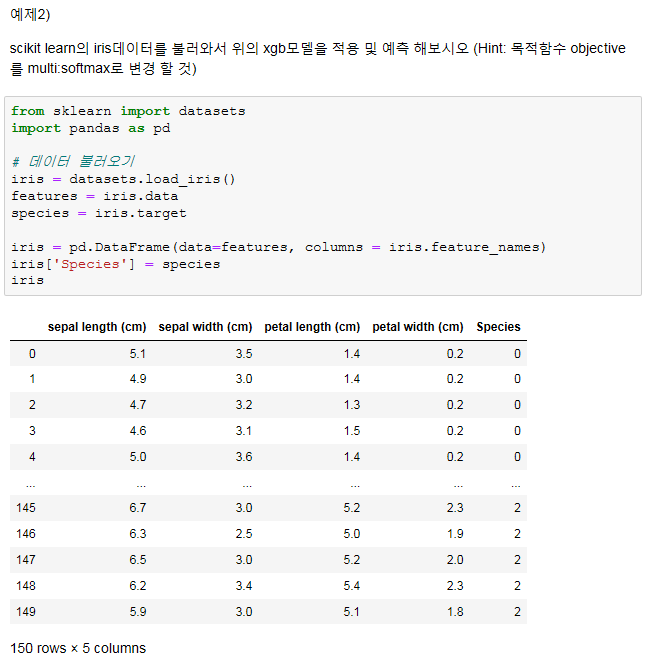 예제2)
scikit learn의 iris데이터를 불러와서 위의 xgb모델을 적용 및 예측 해보시오 (Hint: 목적함수 objective
를 multi:softmax로 변경 할 것)
from sklearn import datasets
import pandas as pd
# 데이터 불러오기
iris = datasets.load_iris()
features = iris.data
species = iris.target
iris = pd.DataFrame(data=features, columns = iris.feature_names)
iris['Species'] = species
iris
sepal length (cm) sepal width (cm) petal length (cm) petal width (cm) Species
0 5.1 3.5 1.4 0.2 0
1 4.9 3.0 1.4 0.2 0
2 4.7 3.2 1.3 0.2 0
3 4.6 3.1 1.5 0.2 0
4 5.0 3.6 1.4 0.2 0
... ... ... ... ... ...
145 6.7 3.0 5.2 2.3 2
146 6.3 2.5 5.0 1.9 2
147 6.5 3.0 5.2 2.0 2
148 6.2 3.4 5.4 2.3 2
149 5.9 3.0 5.1 1.8 2
150 rows × 5 columns